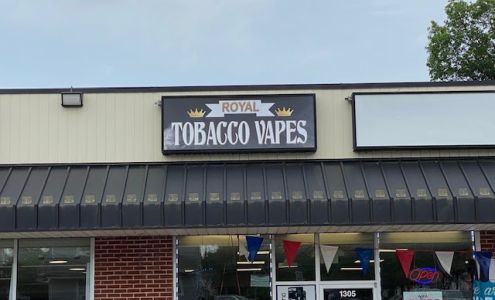 ROYAL
TOBACCO VAPES
OPEN
1305